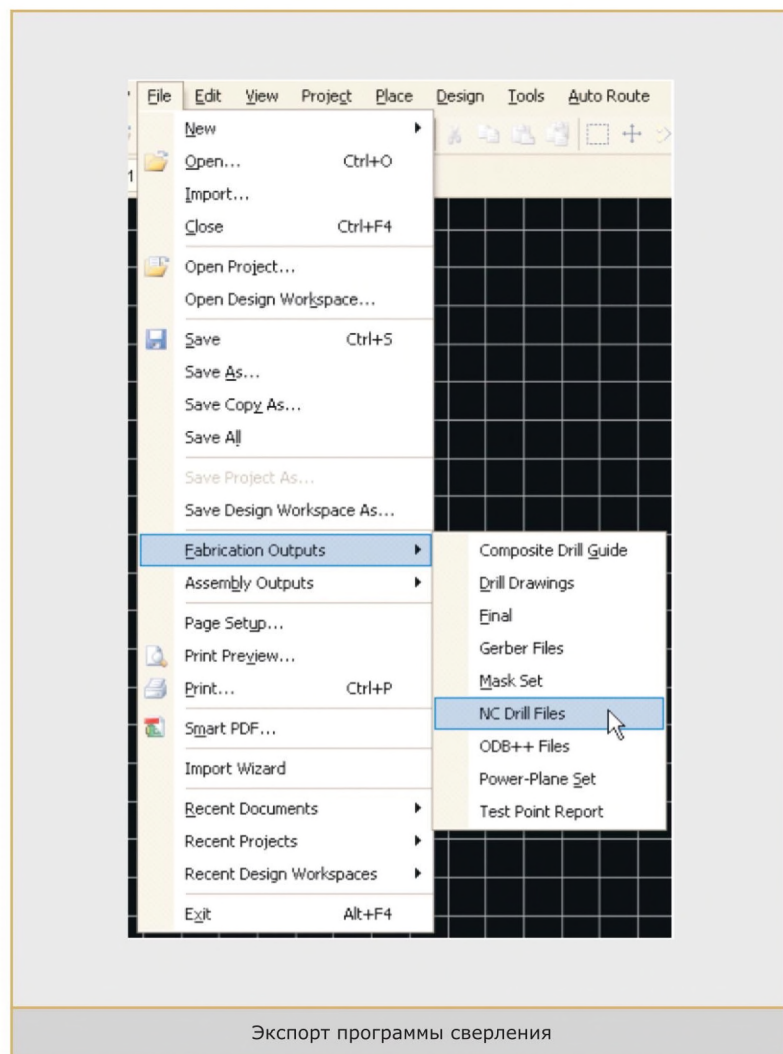 File Edit View Project Place Design Tools Auto Route
New
Open... Ctrl+O
1
Import...
Close Ctrl+F4
Open Project...
Open Design Workspace...
Save Ctrl+S
Save As...
Save Copy As...
Save All
Save Project As...
Save Design Workspace As...
Fabrication Outputs
Assembly Outputs
Page Setup...
Print Preview...
Print... Ctrl+P
Smart PDF...
Import Wizard
Recent Documents
Recent Projects
Recent Design Workspaces
Exit Alt+F4
Composite Drill Guide
Drill Drawings
Final
Gerber Files
Mask Set
NC Drill Files
ODB++ Files
Power-Plane Set
Test Point Report
Экспорт программы сверления